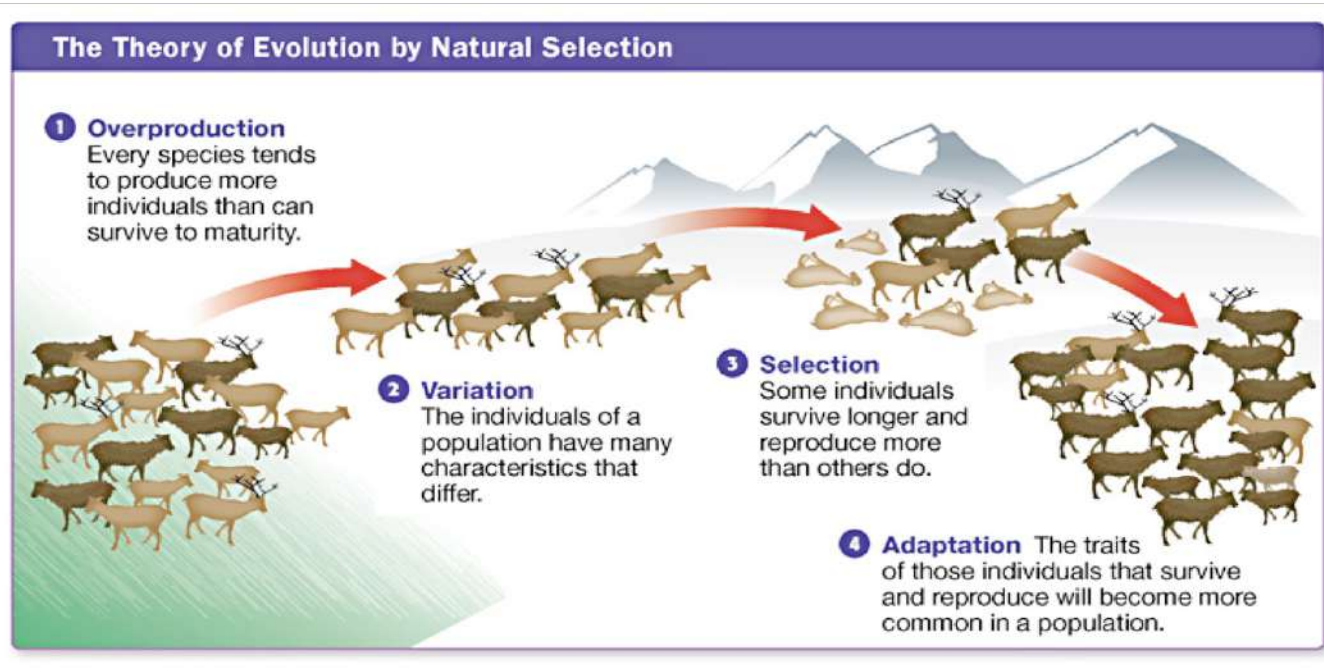 The Theory of Evolution by Natural Selection
1 Overproduction
Every species tends
to produce more
individuals than can
survive to maturity.
2 Variation
The individuals of a
population have many
characteristics that
differ.
3 Selection
Some individuals
survive longer and
reproduce more
than others do.
4 Adaptation The traits
of those individuals that survive
and reproduce will become more
common in a population.